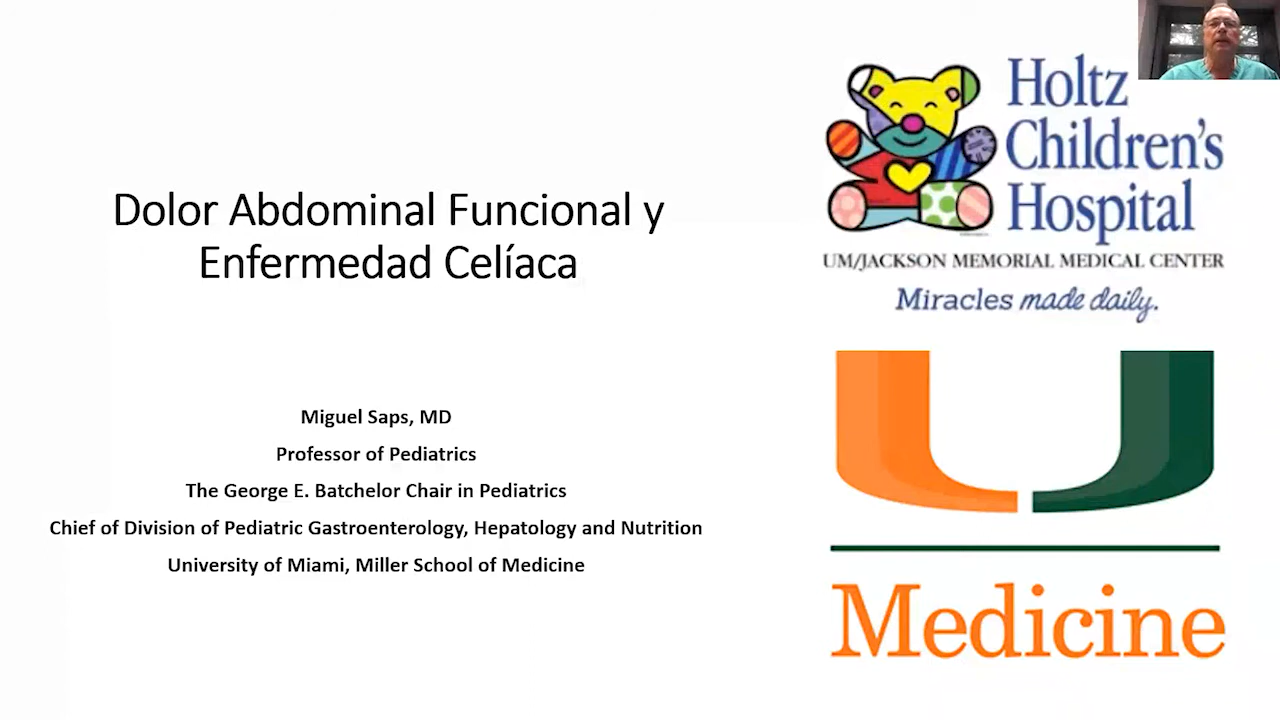 Dolor Abdominal Funcional y
Enfermedad Celíaca
Miguel Saps, MD
Professor of Pediatrics
The George E. Batchelor Chair in Pediatrics
Chief of Division of Pediatric Gastroenterology, Hepatology and Nutrition
University of Miami, Miller School of Medicine
Holtz
Children's
Hospital
UM/JACKSON MEMORIAL MEDICAL CENTER
Miracles made daily.
Medicine